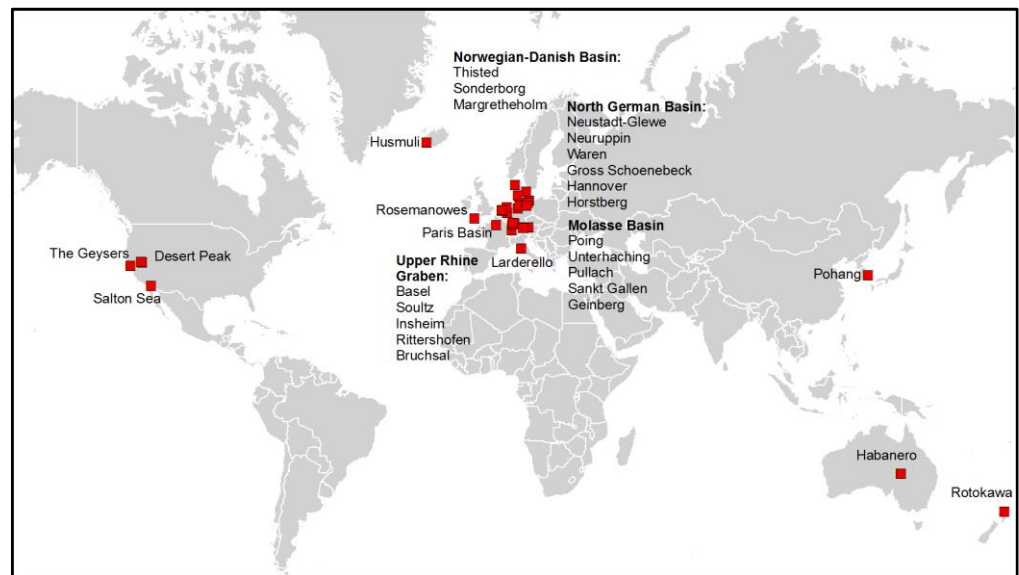 Norwegian-Danish Basin:
Thisted
Sonderborg
Margretheholm
North German Basin:
Neustadt-Glewe
Neuruppin
Waren
Gross Schoenebeck
Hannover
Horstberg
Husmuli
Rosemanowes
Paris Basin
Molasse Basin
Poing
Unterhaching
Pullach
Sankt Gallen
Geinberg
The Geysers
Desert Peak
Salton Sea
Upper Rhine
Graben:
Basel
Soultz
Insheim
Rittershofen
Bruchsal
Larderello
Pohang
Habanero
Rotokawa